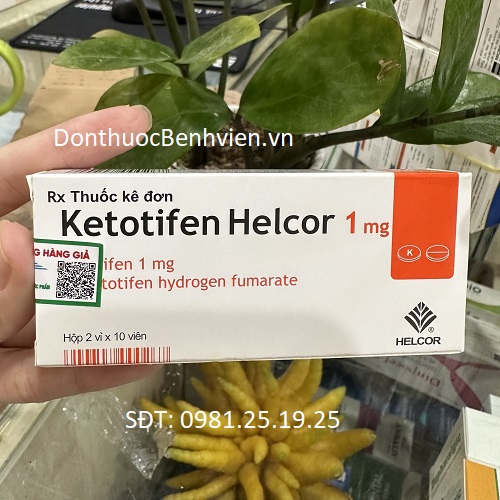 DonthuocBenhvien.vn
Rx Thuốc kê đơn
Ketotifen Helcor 1 mg
HÀNG GIẢ
ifen 1 mg
totifen hydrogen fumarate
K
Hộp 2 vỉ x 10 viên
HELCOR
SĐT: 0981.25.19.25